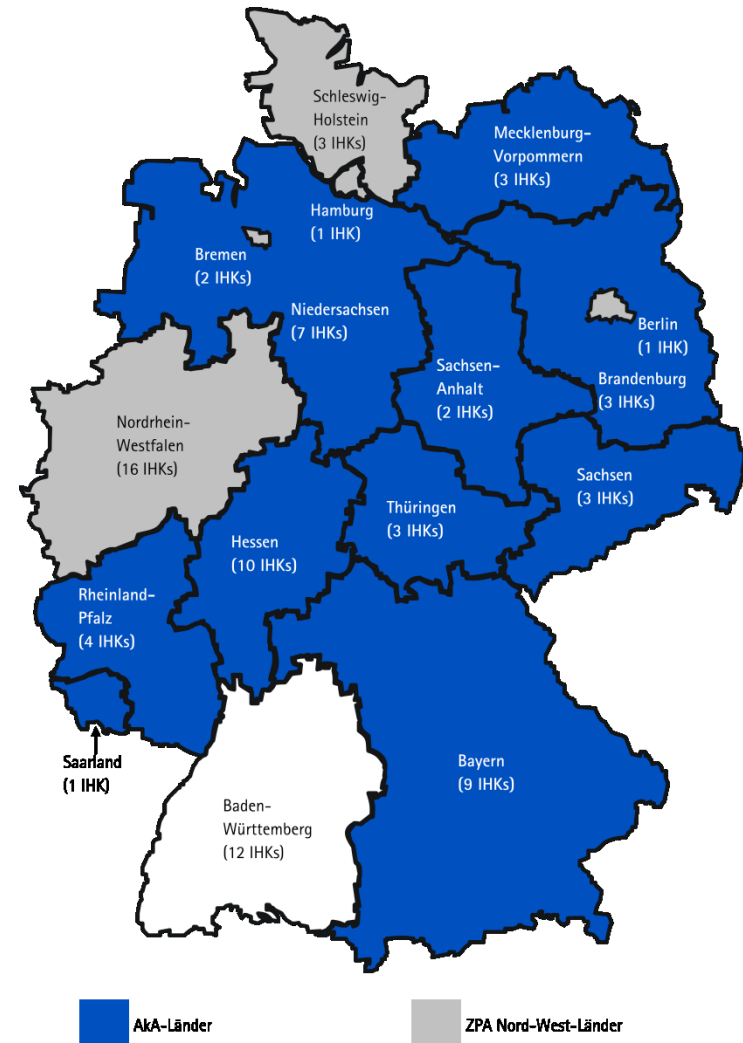 Schleswig-
Holstein
(3 IHKs)
Mecklenburg-
Vorpommern
(3 IHKs)
Hamburg
(1 IHK)
Bremen
(2 IHKs)
Niedersachsen
(7 IHKs)
Berlin
(1 IHK)
Sachsen-
Anhalt
(2 IHKs)
Brandenburg
(3 IHKs)
Nordrhein-
Westfalen
(16 IHKs)
Sachsen
(3 IHKs)
Thüringen
(3 IHKs)
Hessen
(10 IHKs)
Rheinland-
Pfalz
(4 IHKs)
Saarland
(1 IHK)
Bayern
(9 IHKs)
Baden-
Württemberg
(12 IHKs)
AkA-Länder
ZPA Nord-West-Länder